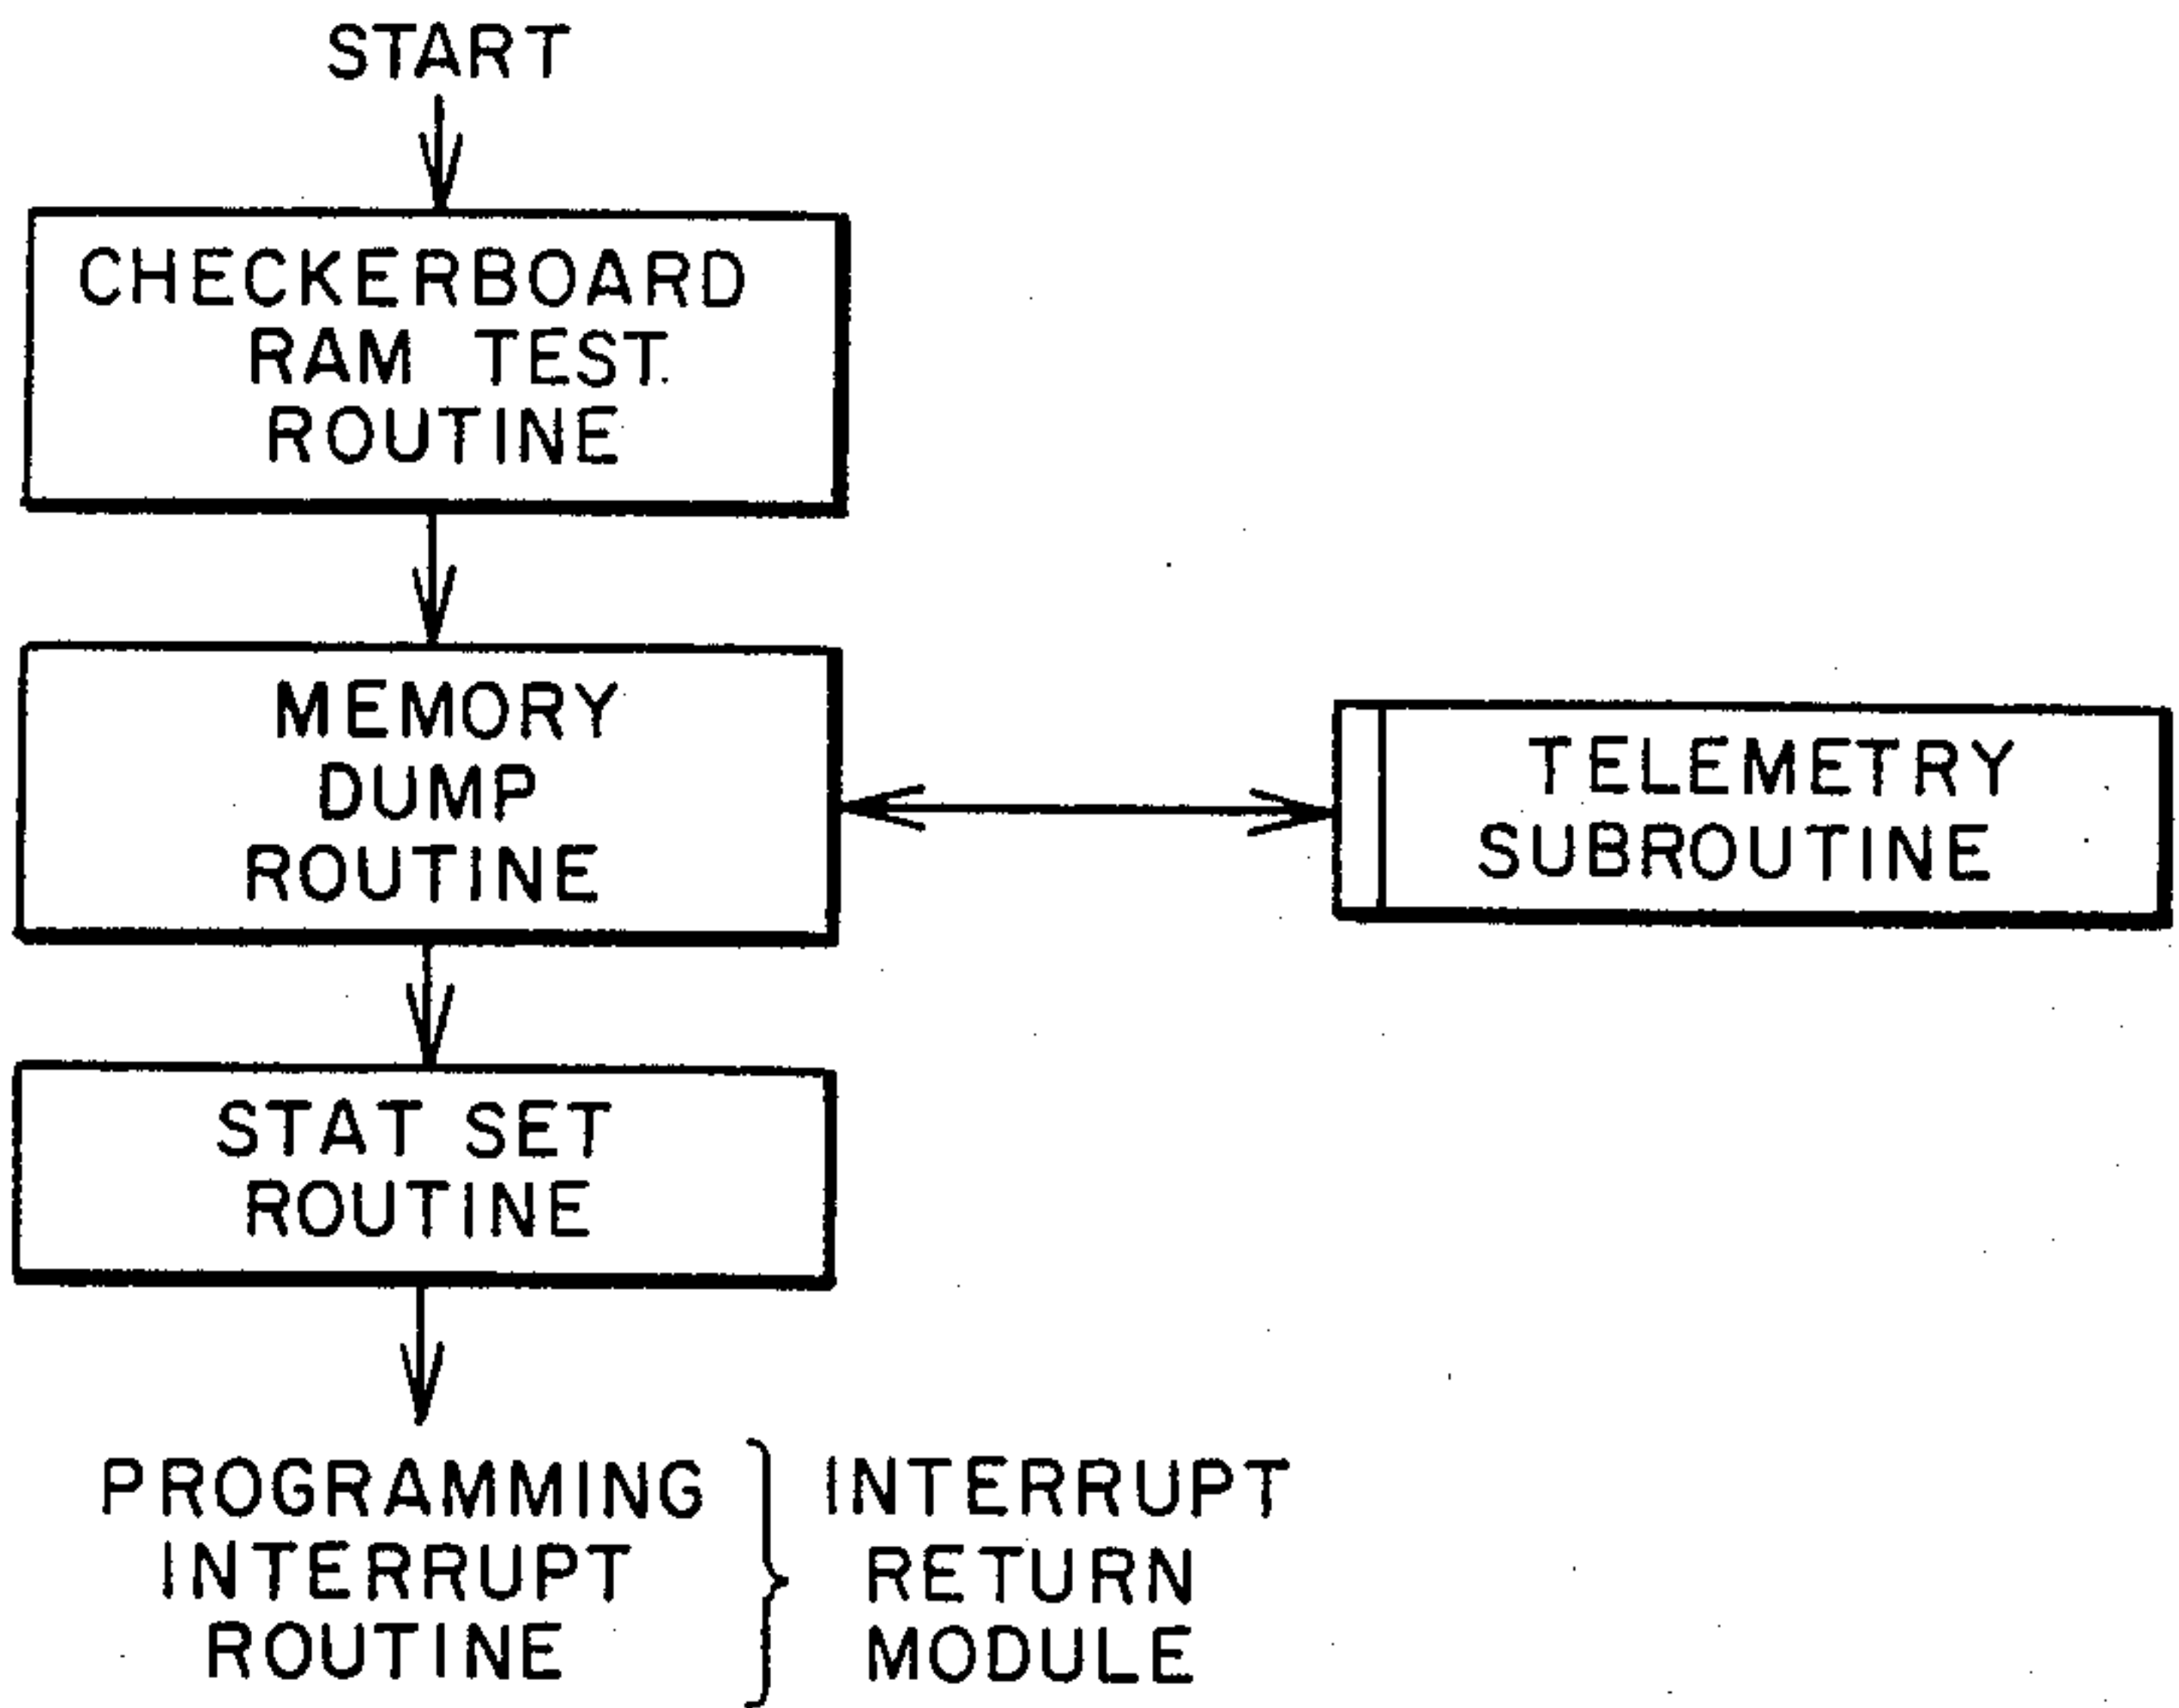 START
CHECKERBOARD
RAM TEST
ROUTINE
MEMORY
DUMP
ROUTINE
TELEMETRY
SUBROUTINE
STAT SET
ROUTINE
PROGRAMMING
INTERRUPT
ROUTINE
INTERRUPT
RETURN
MODULE